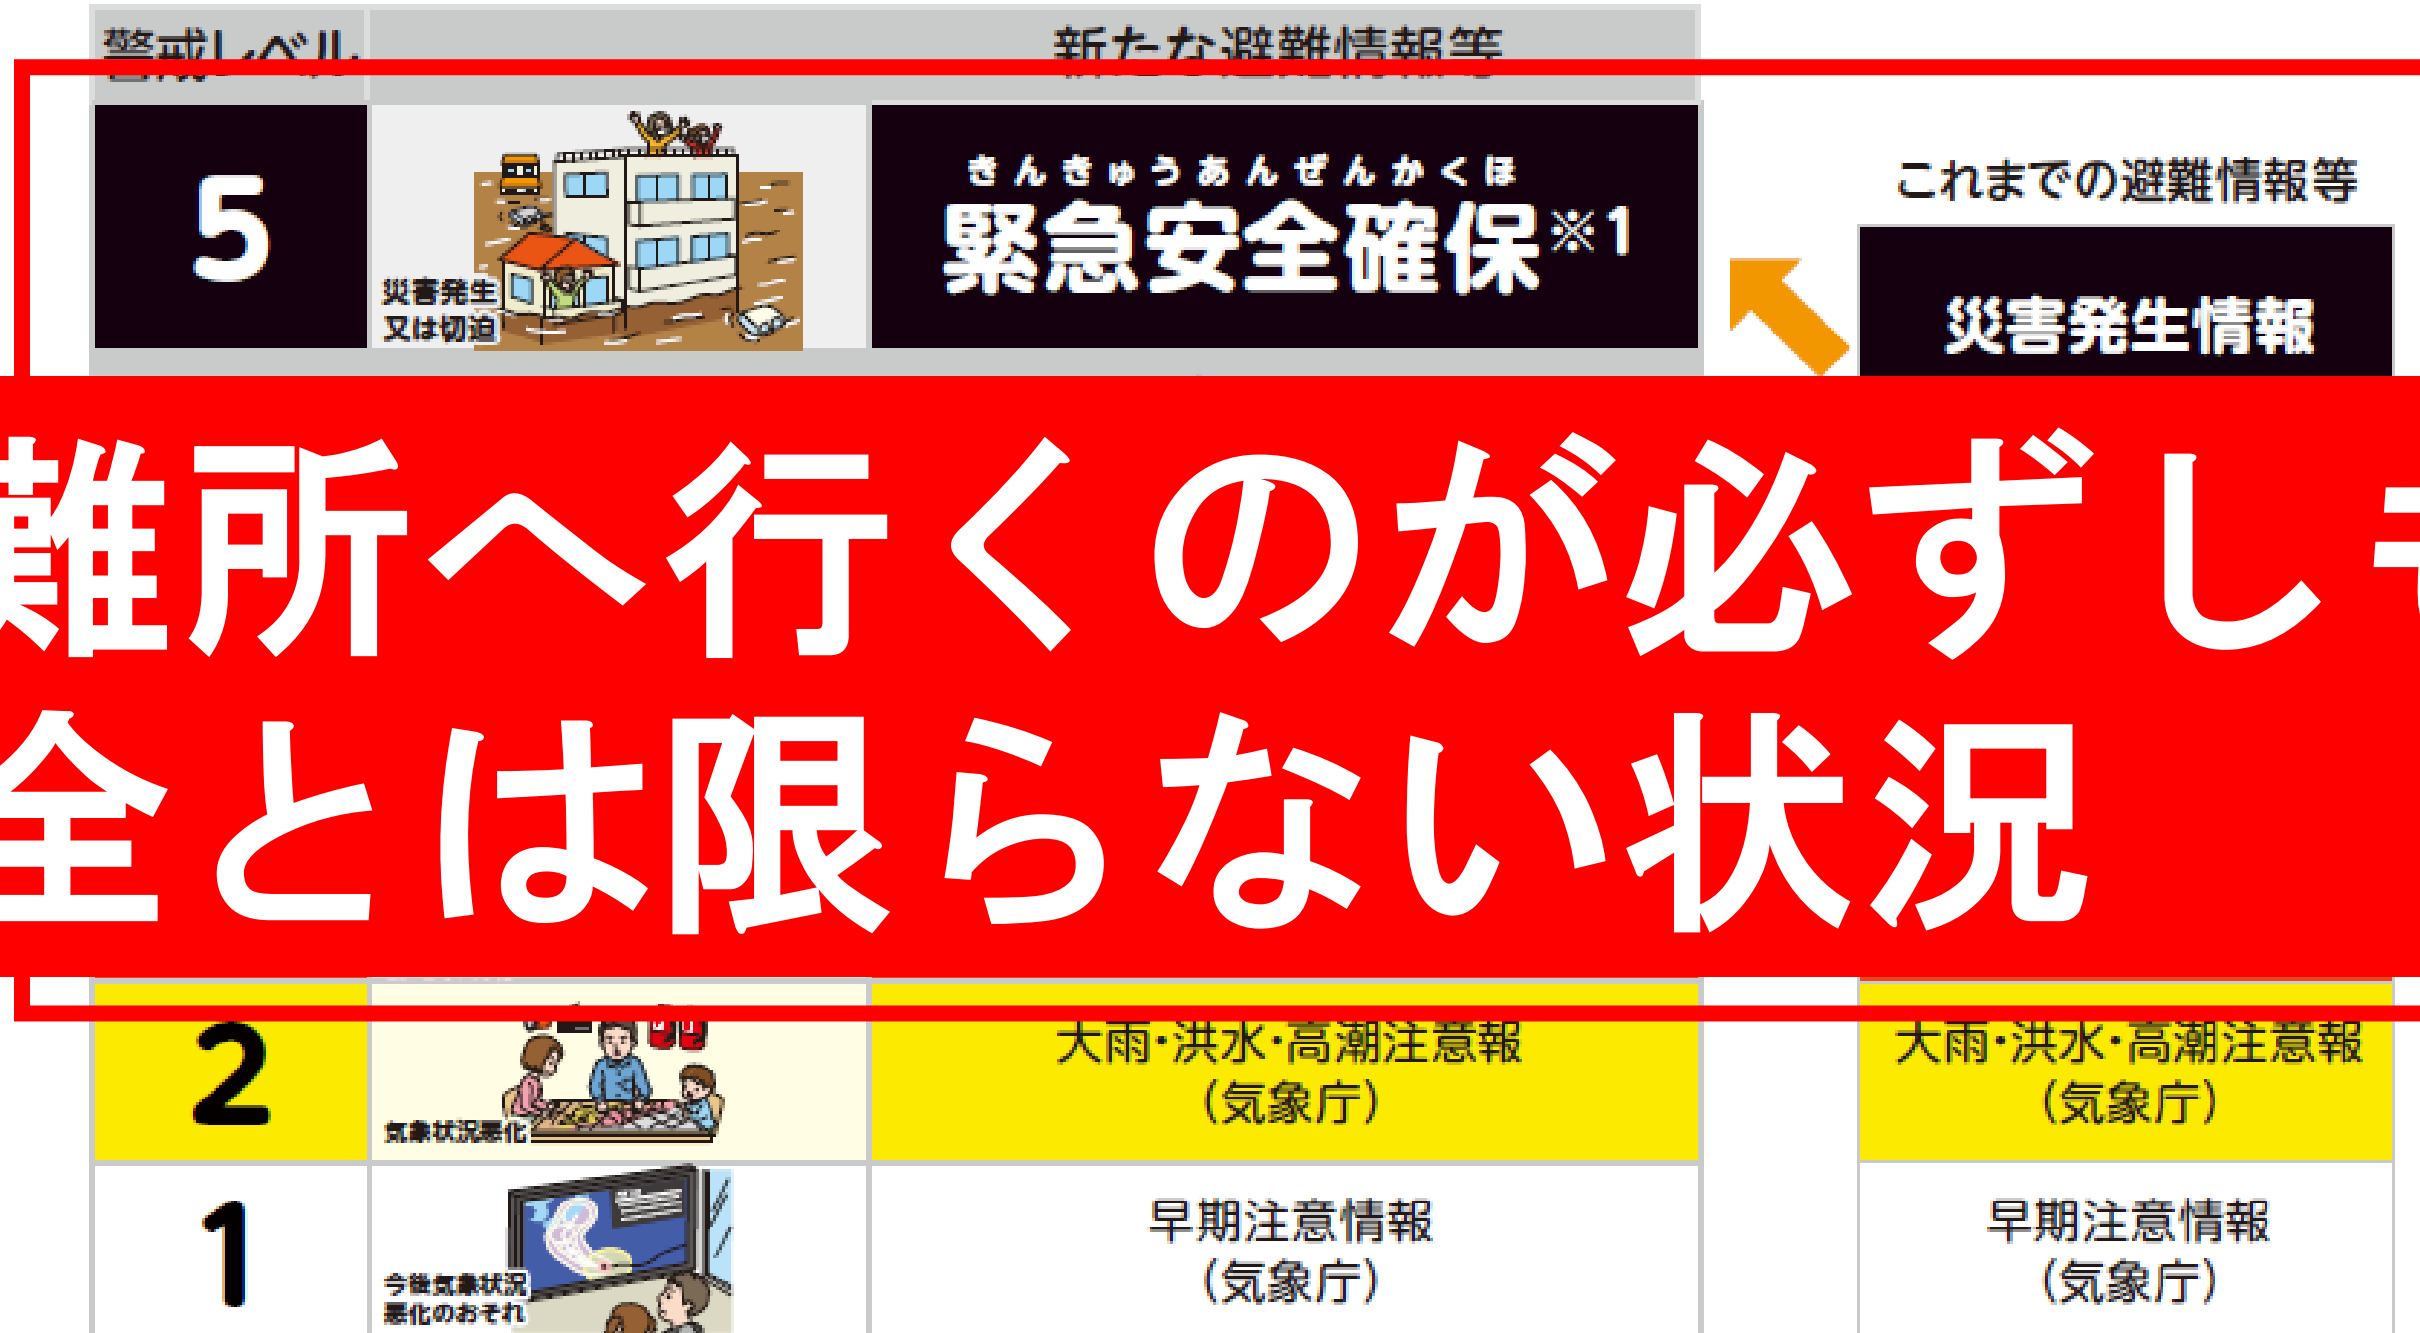 警戒レベル
新たな避難情報等
5
災害発生
又は切迫
きんきゅうあんぜんかくほ
緊急安全確保※1
これまでの避難情報等
災害発生情報
難所へ行くのが必ずしも
全とは限らない状況
2
気象状況悪化
大雨・洪水・高潮注意報
（気象庁）
大雨・洪水・高潮注意報
（気象庁）
1
今後気象状況
悪化のおそれ
早期注意情報
（気象庁）
早期注意情報
（気象庁）